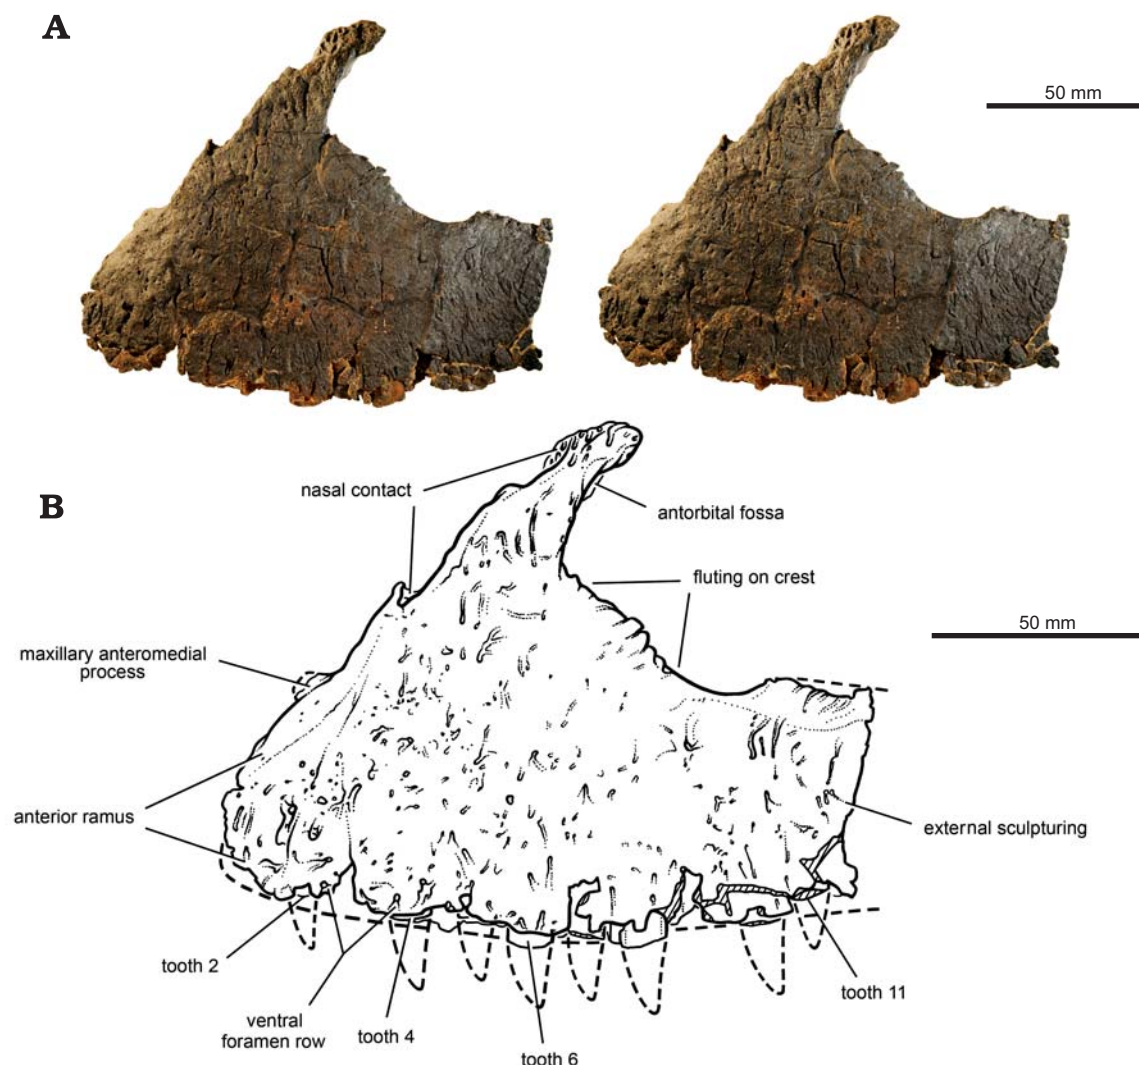 A
50 mm
nasal contact
B
antorbital fossa
fluting on crest
50 mm
maxillary anteromedial
process
anterior ramus
external sculpturing
tooth 2
ventral
foramen row
tooth 4
tooth 6
tooth 11